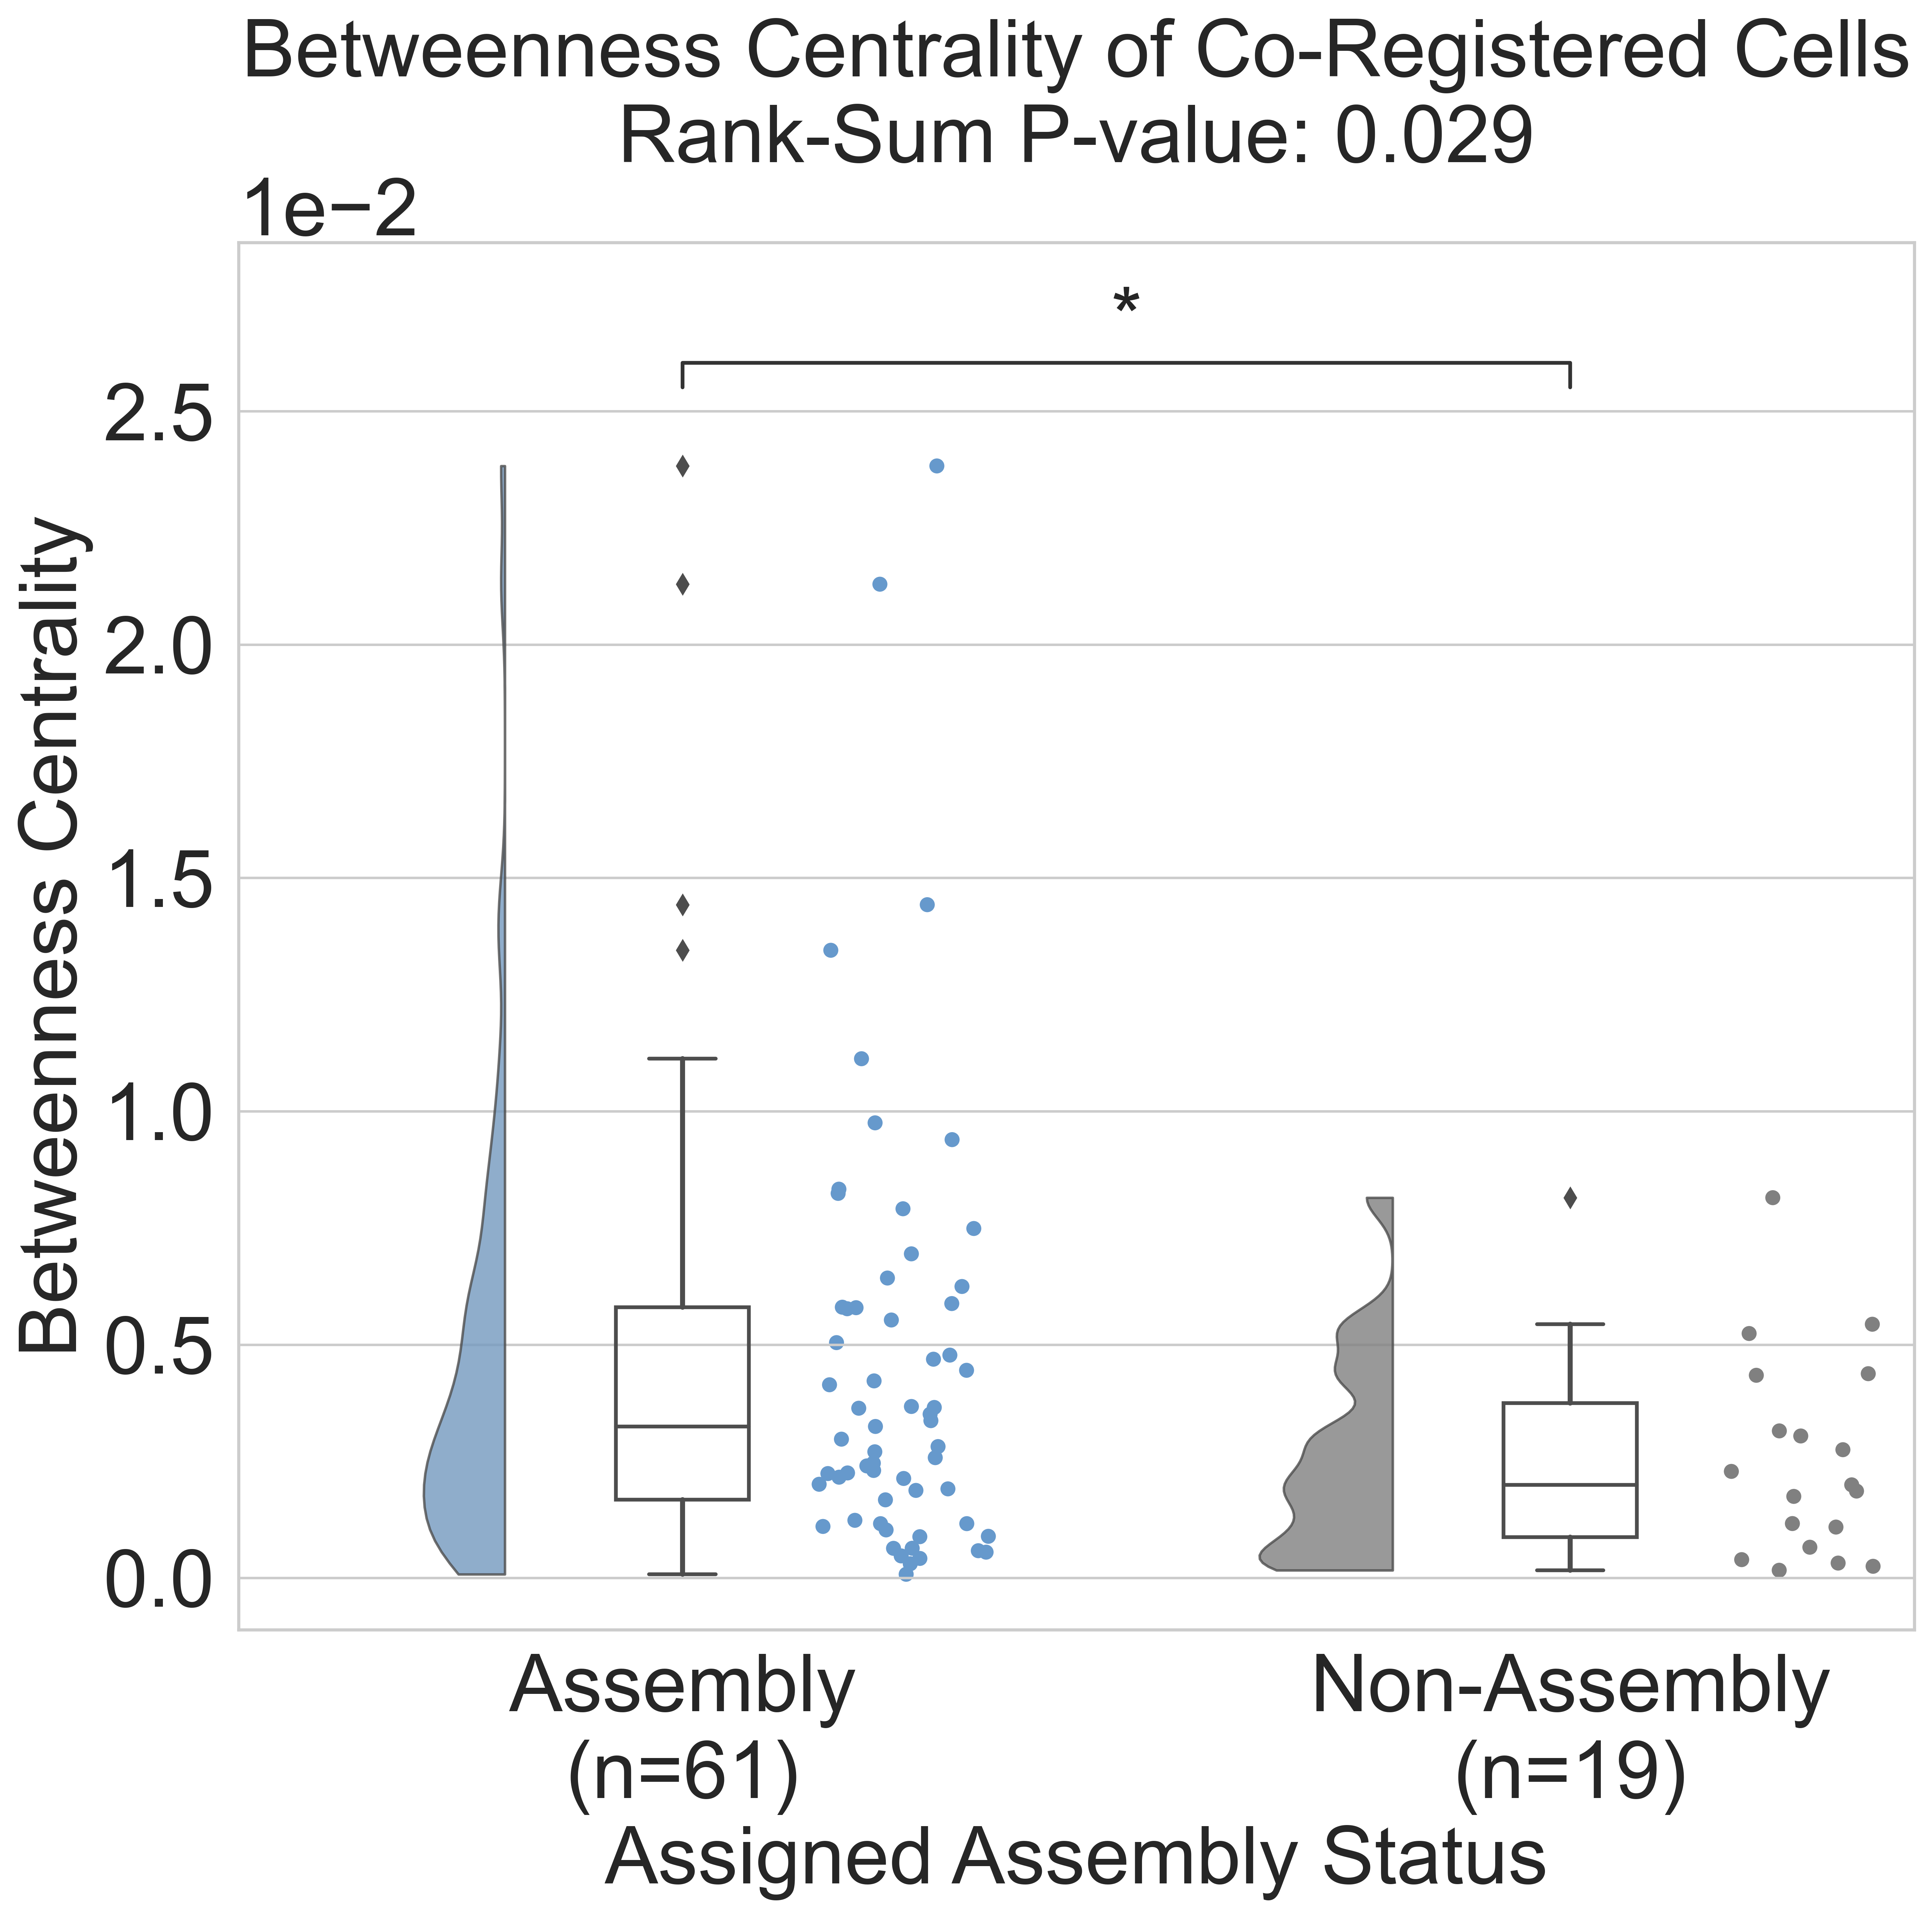 Betweenness Centrality of Co-Registered Cells
Rank-Sum P-value: 0.029
1e−2
*
2.5
2.0
1.5
1.0
0.5
0.0
Betweenness Centrality
Assembly
(n=61)
Non-Assembly
(n=19)
Assigned Assembly Status